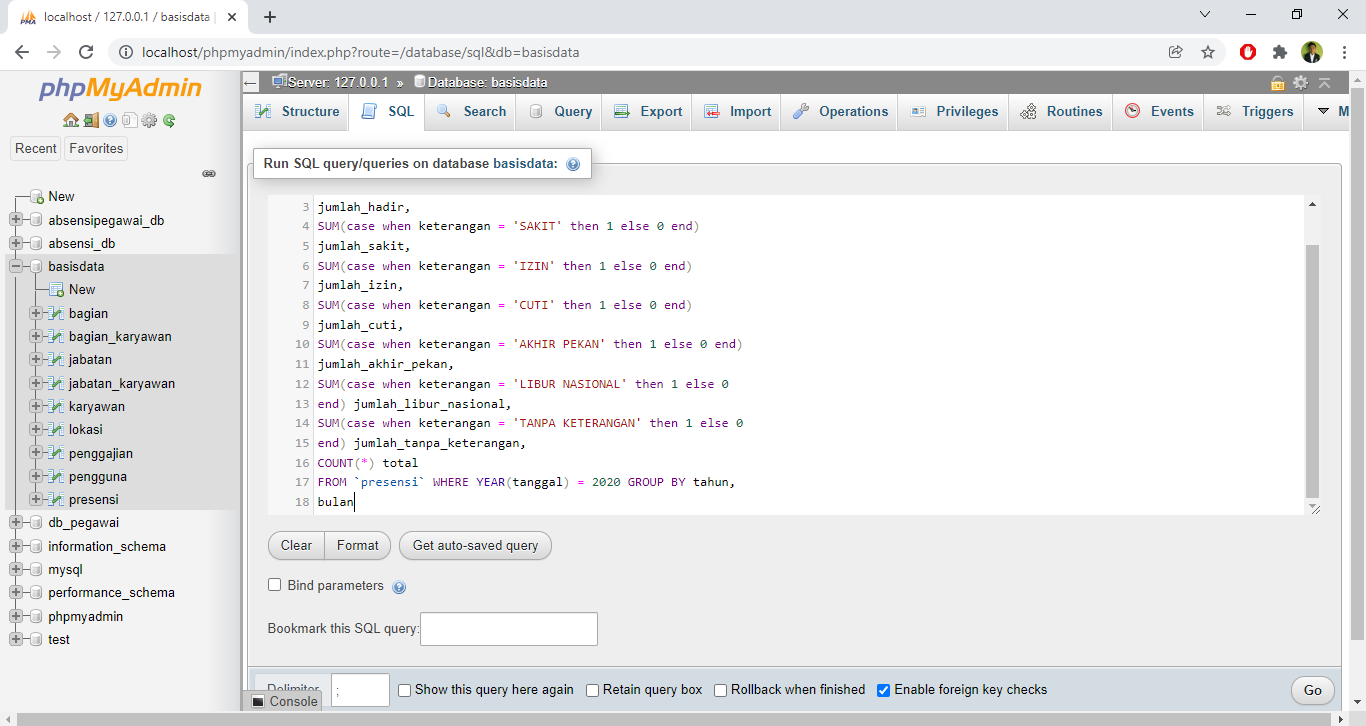 localhost / 127.0.0.1 / basisdata |
localhost/phpmyadmin/index.php?route=/database/sql&db=basisdata
phpMyAdmin
Recent Favorites
New
absensipegawai_db
absensi_db
basisdata
New
bagian
bagian_karyawan
jabatan
jabatan_karyawan
karyawan
lokasi
penggajian
pengguna
presensi
db_pegawai
information_schema
mysql
performance_schema
phpmyadmin
test
Server: 127.0.0.1 » Database: basisdata
Structure SQL Search Query Export Import Operations Privileges Routines Events Triggers M
Run SQL query/queries on database basisdata:
3 jumlah_hadir,
4 SUM(case when keterangan = 'SAKIT' then 1 else 0 end)
5 jumlah_sakit,
6 SUM(case when keterangan = 'IZIN' then 1 else 0 end)
7 jumlah_izin,
8 SUM(case when keterangan = 'CUTI' then 1 else 0 end)
9 jumlah_cuti,
10 SUM(case when keterangan = 'AKHIR PEKAN' then 1 else 0 end)
11 jumlah_akhir_pekan,
12 SUM(case when keterangan = 'LIBUR NASIONAL' then 1 else 0
13 end) jumlah_libur_nasional,
14 SUM(case when keterangan = 'TANPA KETERANGAN' then 1 else 0
15 end) jumlah_tanpa_keterangan,
16 COUNT(*) total
17 FROM `presensi` WHERE YEAR(tanggal) = 2020 GROUP BY tahun,
18 bulan
Clear Format Get auto-saved query
Bind parameters
Bookmark this SQL query:
Delimiter ; Show this query here again Retain query box Rollback when finished Enable foreign key checks Go
Console